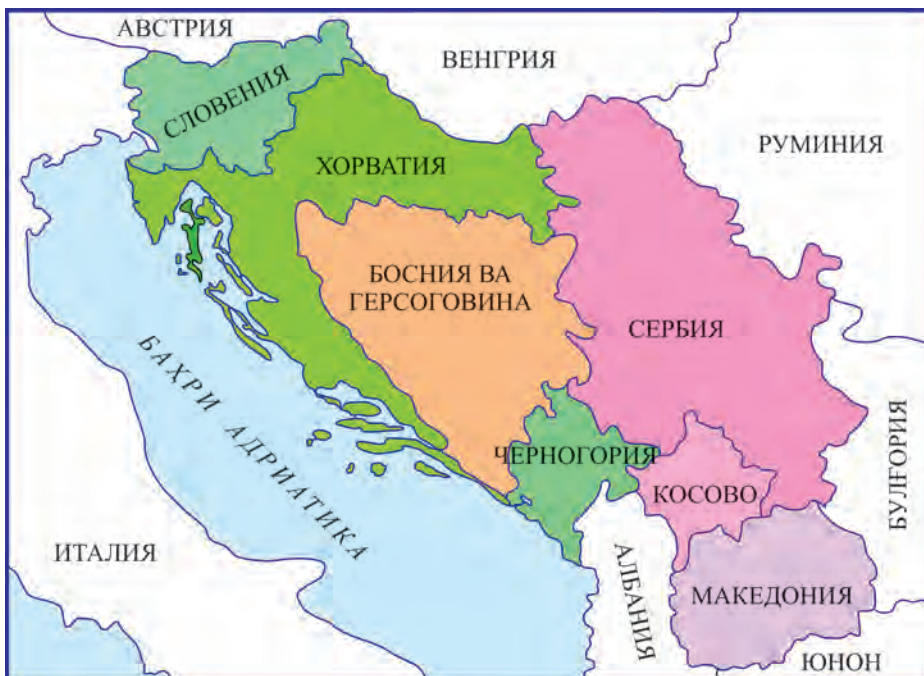 АВСТРИЯ
ВЕНГРИЯ
СЛОВЕНИЯ
РУМИНИЯ
ХОРВАТИЯ
БОСНИЯ ВА
ГЕРСОГОВИНА
СЕРБИЯ
БАҲРИ АДРИАТИКА
ЧЕРНОГОРИЯ
КОСОВО
БУЛҒОРИЯ
ИТАЛИЯ
АЛБАНИЯ
МАКЕДОНИЯ
ЮНОН